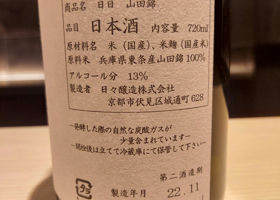 商品名 日日 山田錦
品目 日本酒 内容量 720ml
原材料名 米(国産)、米麹(国産米)
原料米 兵庫県東条産山田錦100%
アルコール分 13%
製造者 日々醸造株式会社
京都市伏見区城通町628
―発酵した際の自然な炭酸ガスが
少量含まれています―
―開栓後は立てて冷蔵庫にて保管して下さい―
第二酒造期
製造年月 22.11